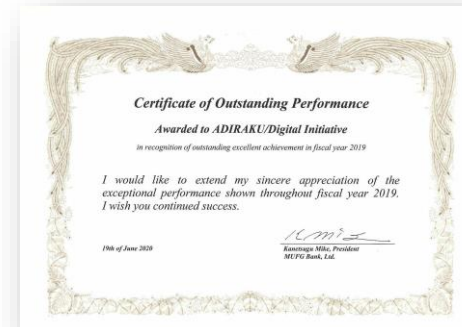 Certificate of Outstanding Performance
Awarded to ADIRAKU/Digital Initiative
in recognition of outstanding excellent achievement in fiscal year 2019
I would like to extend my sincere appreciation of the
exceptional performance shown throughout fiscal year 2019.
I wish you continued success.
19th of June 2020
Kanetsugu Mike, President
MUFG Bank, Ltd.